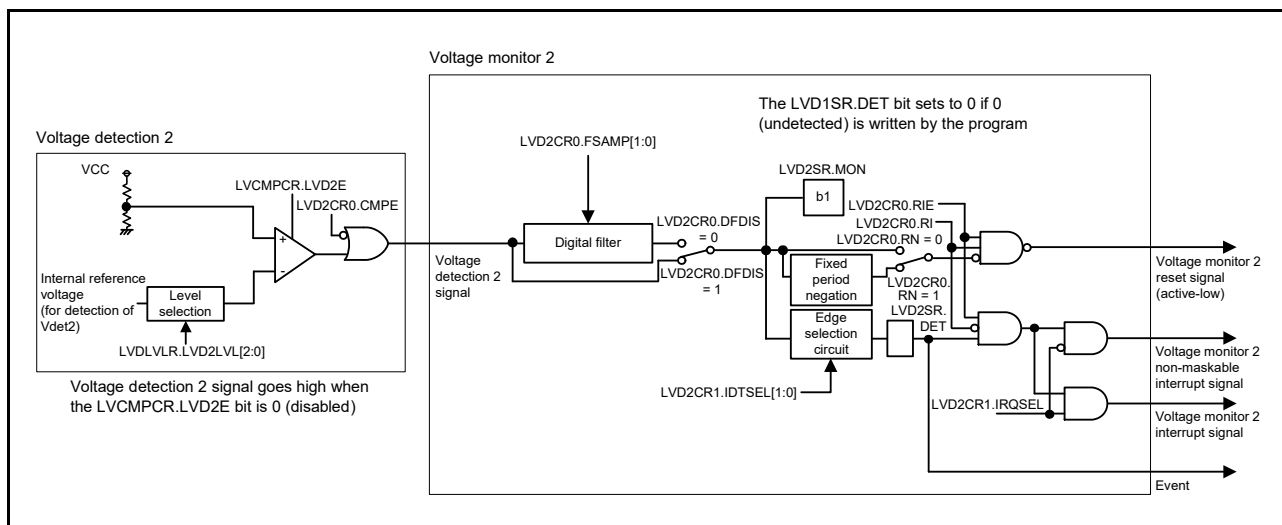 Voltage monitor 2
The LVD1SR.DET bit sets to 0 if 0
(undetected) is written by the program
Voltage detection 2
VCC
LVCMPCR.LVD2E
LVD2CR0.CMPE
+
-
Internal reference
voltage
(for detection of
Vdet2)
Level
selection
LVDLVLR.LVD2LVL[2:0]
Voltage detection 2 signal goes high when
the LVCMPCR.LVD2E bit is 0 (disabled)
LVD2CR0.FSAMP[1:0]
Digital filter
Voltage
detection 2
signal
LVD2CR0.DFDIS
= 0
LVD2CR0.DFDIS
= 1
LVD2SR.MON
b1
LVD2CR0.RIE
LVD2CR0.RI
LVD2CR0.RN = 0
Fixed
period
negation
LVD2CR0.
RN = 1
LVD2SR.
DET
Edge
selection
circuit
LVD2CR1.IDTSEL[1:0]
LVD2CR1.IRQSEL
Voltage monitor 2
reset signal
(active-low)
Voltage monitor 2
non-maskable
interrupt signal
Voltage monitor 2
interrupt signal
Event